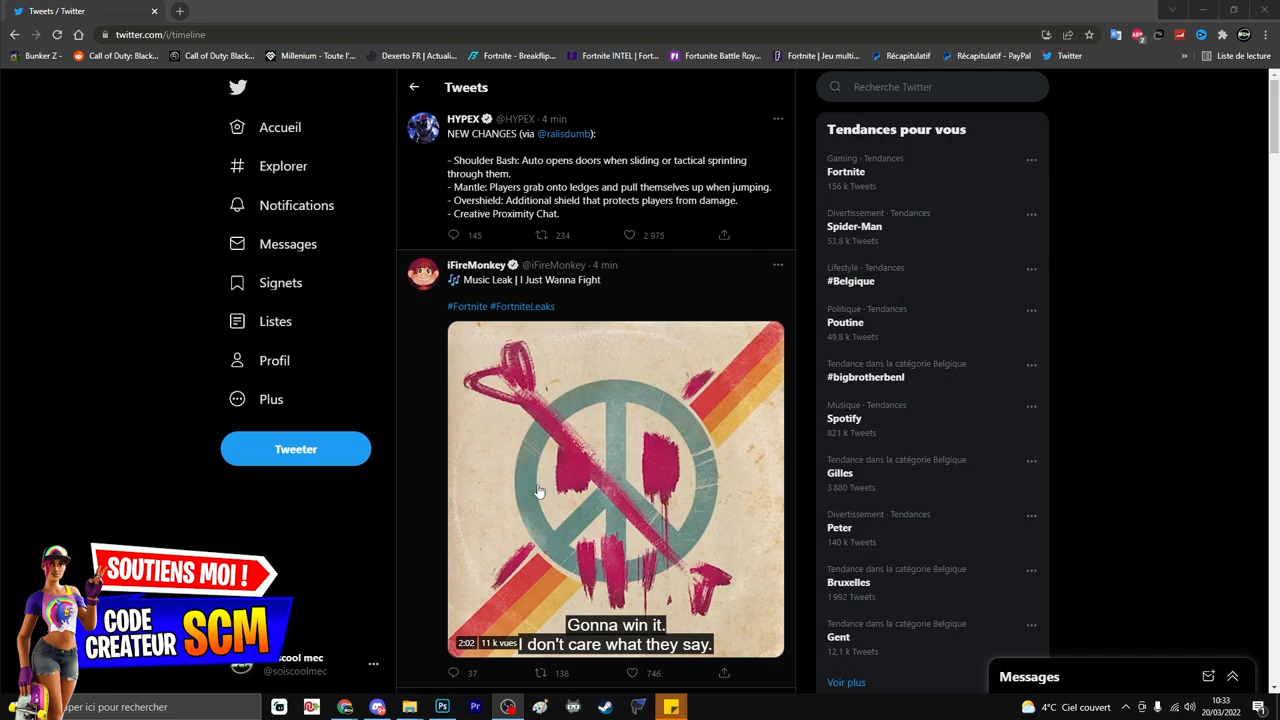 Tweets / Twitter
twitter.com/i/timeline
Bunker Z -
Call of Duty: Black...
Call of Duty: Black...
Millenium - Toute l'...
Dexerto FR | Actuali...
Fortnite - Breakflip...
Fortnite INTEL | Fort...
Fortunite Battle Roy...
Fortnite | Jeu multi...
Récapitulatif
Récapitulatif - PayPal
Twitter
»
Liste de lecture
Accueil
Explorer
Notifications
Messages
Signets
Listes
Profil
Plus
Tweeter
Tweets
HYPEX @HYPEX · 4 min
NEW CHANGES (via @ralisdumb):
- Shoulder Bash: Auto opens doors when sliding or tactical sprinting
through them.
- Mantle: Players grab onto ledges and pull themselves up when jumping.
- Overshield: Additional shield that protects players from damage.
- Creative Proximity Chat.
145 234 2 975
iFireMonkey @iFireMonkey · 4 min
Music Leak | I Just Wanna Fight
#Fortnite #FortniteLeaks
Gonna win it.
2:02 11 k vues I don't care what they say.
37 138 746
Recherche Twitter
Tendances pour vous
Gaming · Tendances
Fortnite
156 k Tweets
Divertissement · Tendances
Spider-Man
53,8 k Tweets
Lifestyle · Tendances
#Belgique
Politique · Tendances
Poutine
49,8 k Tweets
Tendance dans la catégorie Belgique
#bigbrotherbenl
Musique · Tendances
Spotify
821 k Tweets
Tendance dans la catégorie Belgique
Gilles
3 880 Tweets
Divertissement · Tendances
Peter
140 k Tweets
Tendance dans la catégorie Belgique
Bruxelles
1 992 Tweets
Tendance dans la catégorie Belgique
Gent
12,1 k Tweets
Voir plus
Messages
SOUTIENS MOI !
CODE
CREATEUR SCM
cool mec
@soiscoolmec
ici pour rechercher
4°C Ciel couvert
10:33
20/03/2022